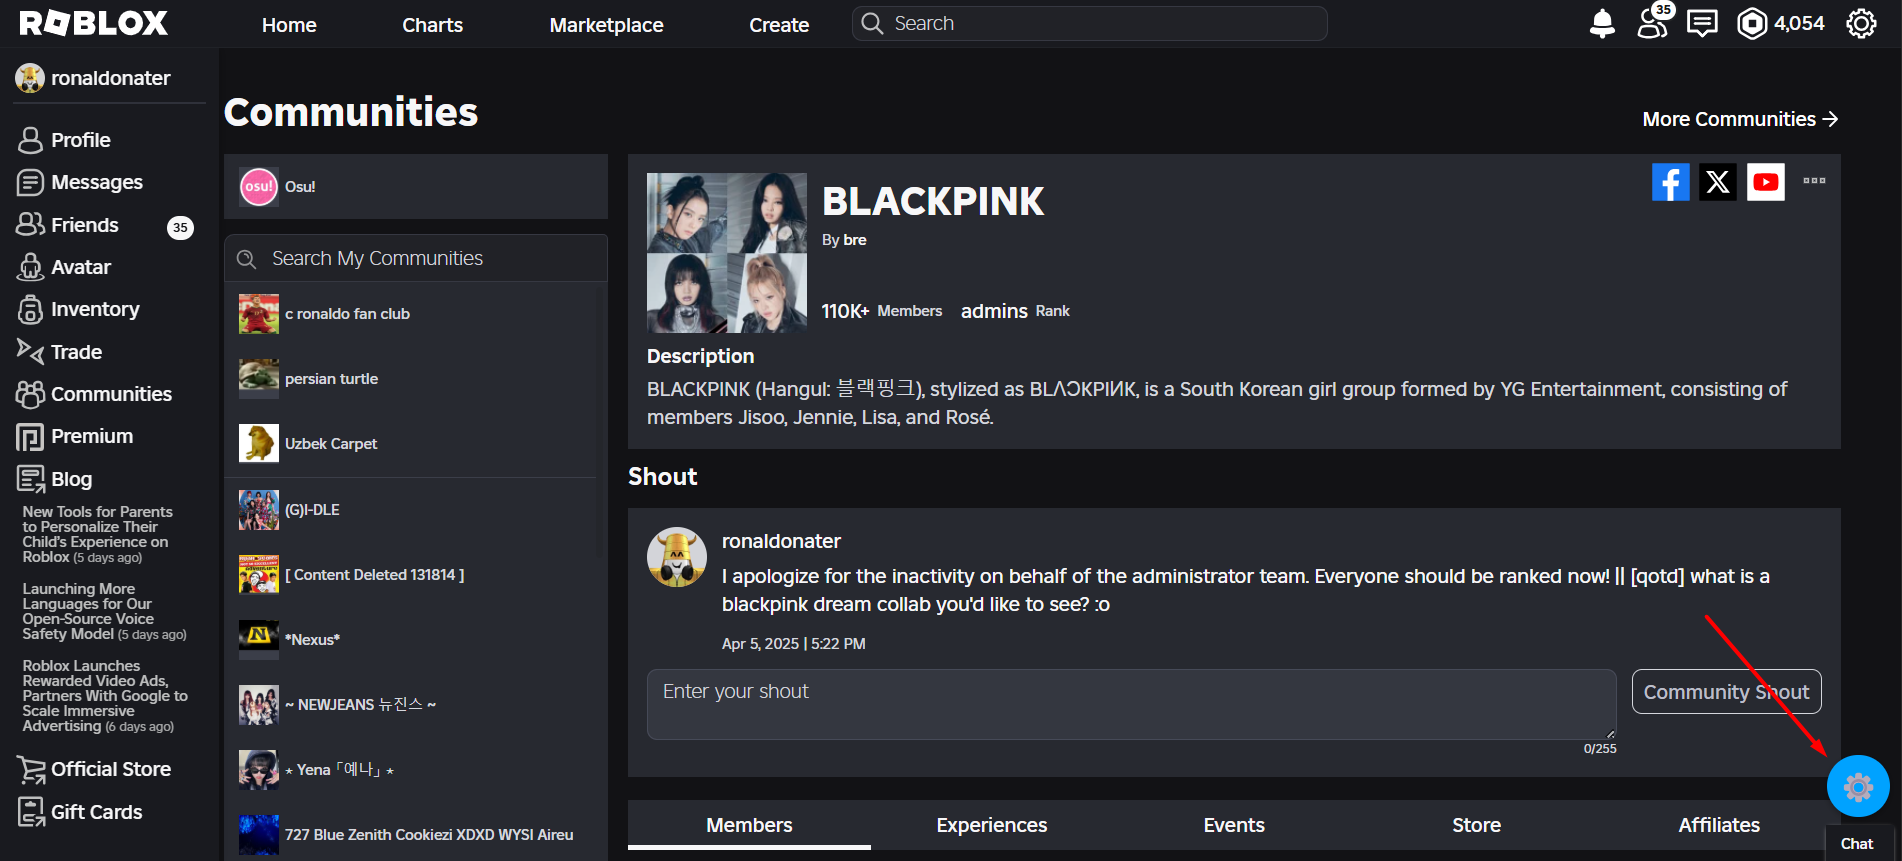 ROBLOX
Home
Charts
Marketplace
Create
Search
35
4,054
ronaldonater
Profile
Messages
Friends
35
Avatar
Inventory
Trade
Communities
Premium
Blog
New Tools for Parents
to Personalize Their
Child's Experience on
Roblox (5 days ago)
Launching More
Languages for Our
Open-Source Voice
Safety Model (5 days ago)
Roblox Launches
Rewarded Video Ads,
Partners With Google to
Scale Immersive
Advertising (6 days ago)
Official Store
Gift Cards
Communities
More Communities →
osu!
Osu!
Search My Communities
c ronaldo fan club
persian turtle
Uzbek Carpet
(G)I-DLE
[ Content Deleted 131814 ]
*Nexus*
~ NEWJEANS 뉴진스 ~
⋆ Yena「예나」⋆
727 Blue Zenith Cookiezi XDXD WYSI Aireu
BLACKPINK
By bre
110K+ Members admins Rank
Description
BLACKPINK (Hangul: 블랙핑크), stylized as BLΛƆKPIИK, is a South Korean girl group formed by YG Entertainment, consisting of
members Jisoo, Jennie, Lisa, and Rosé.
Shout
ronaldonater
I apologize for the inactivity on behalf of the administrator team. Everyone should be ranked now! || [qotd] what is a
blackpink dream collab you'd like to see? :o
Apr 5, 2025 | 5:22 PM
Enter your shout
Community Shout
0/255
Members
Experiences
Events
Store
Affiliates
Chat